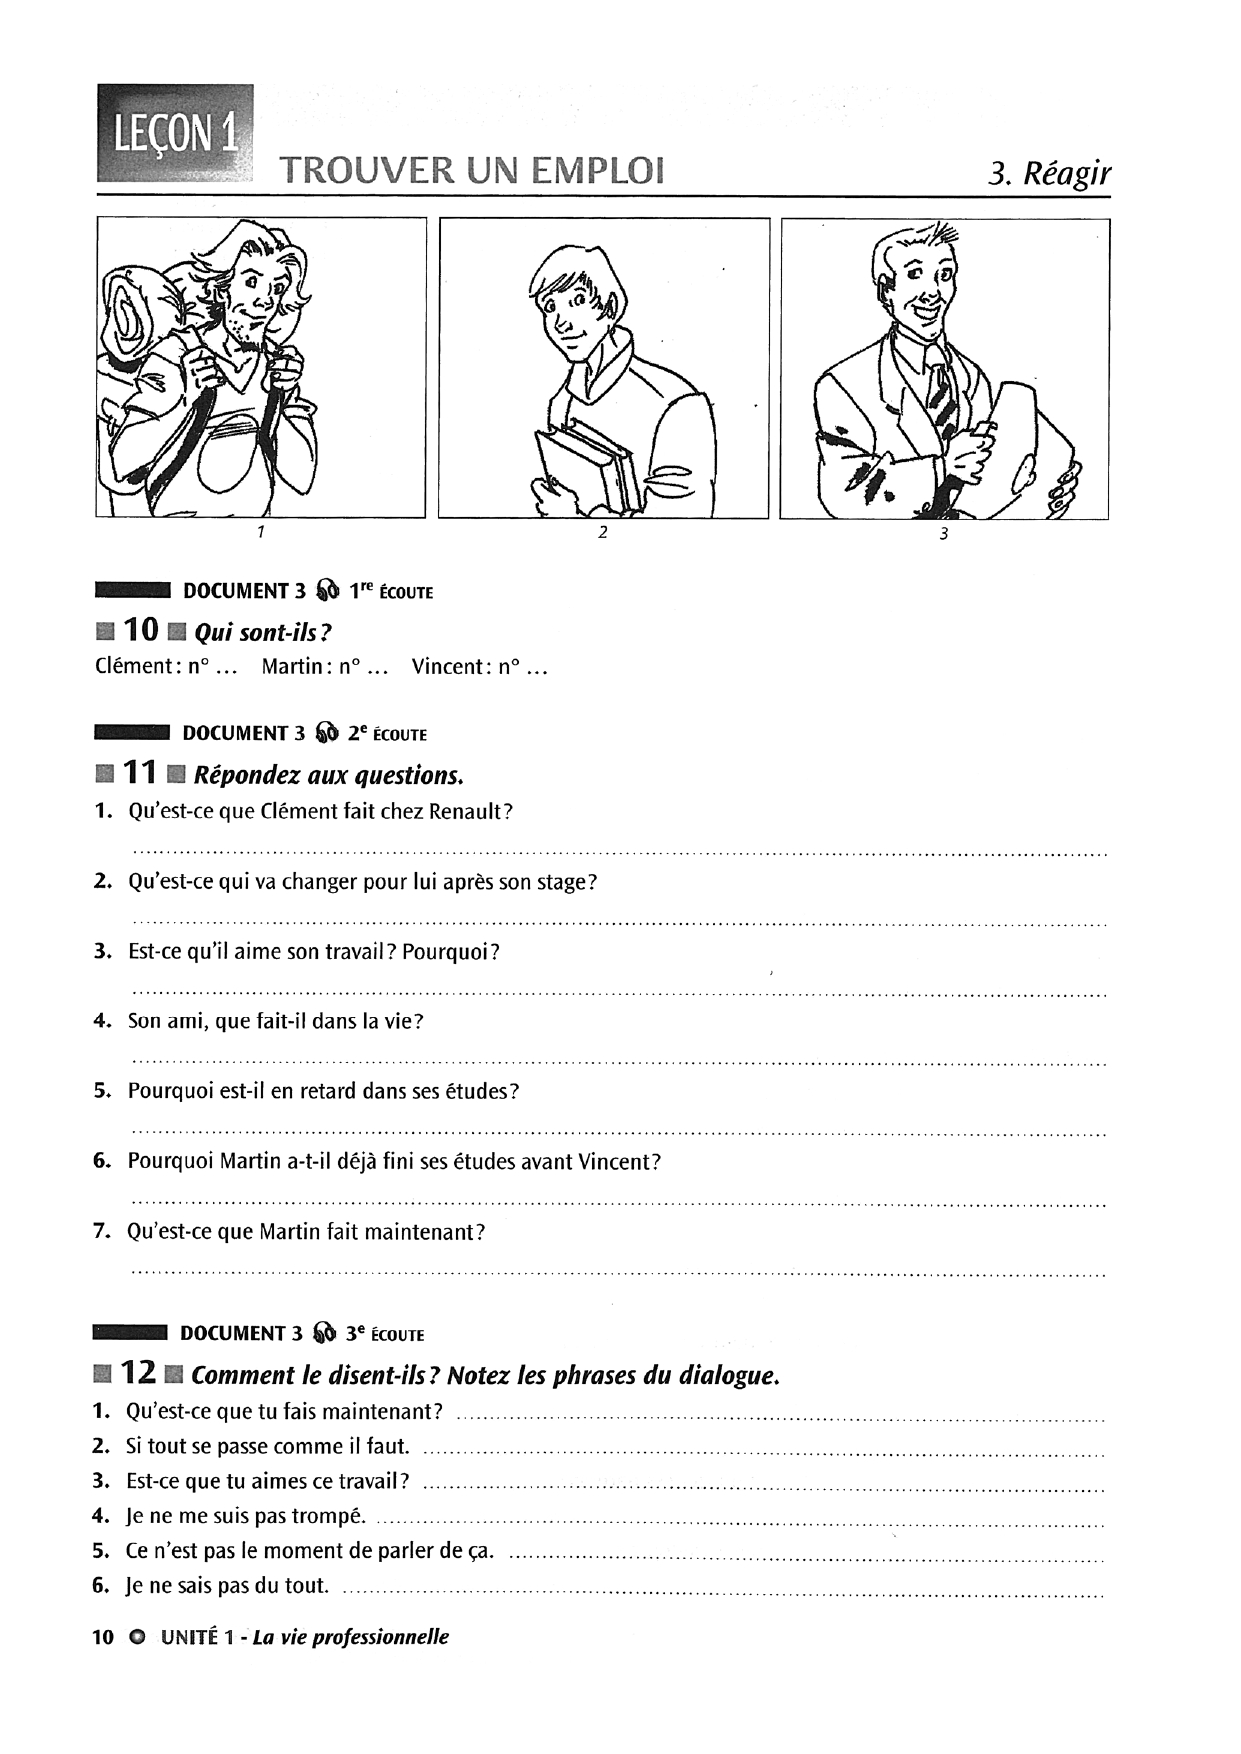 LEÇON 1
TROUVER UN EMPLOI
3. Réagir
1
2
3
DOCUMENT 3 1re ÉCOUTE
10 Qui sont-ils ?
Clément : n° ... Martin : n° ... Vincent : n° ...
DOCUMENT 3 2e ÉCOUTE
11 Répondez aux questions.
1. Qu'est-ce que Clément fait chez Renault ?
2. Qu'est-ce qui va changer pour lui après son stage ?
3. Est-ce qu'il aime son travail ? Pourquoi ?
4. Son ami, que fait-il dans la vie ?
5. Pourquoi est-il en retard dans ses études ?
6. Pourquoi Martin a-t-il déjà fini ses études avant Vincent ?
7. Qu'est-ce que Martin fait maintenant ?
DOCUMENT 3 3e ÉCOUTE
12 Comment le disent-ils ? Notez les phrases du dialogue.
1. Qu'est-ce que tu fais maintenant ?
2. Si tout se passe comme il faut.
3. Est-ce que tu aimes ce travail ?
4. Je ne me suis pas trompé.
5. Ce n'est pas le moment de parler de ça.
6. Je ne sais pas du tout.
10 UNITÉ 1 - La vie professionnelle